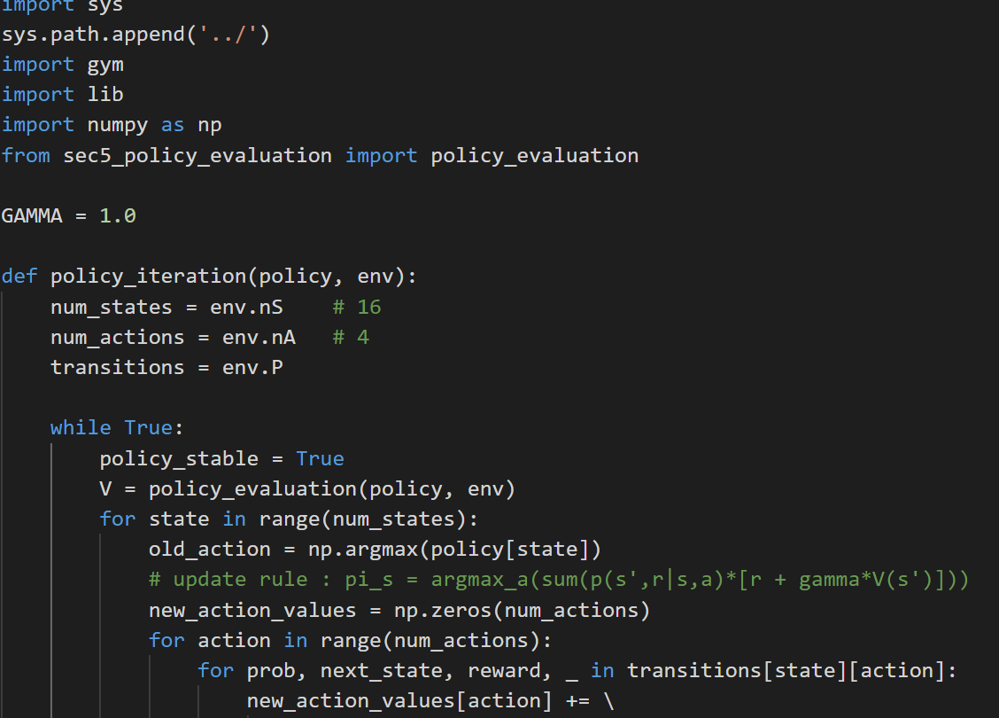 import sys
sys.path.append('../')
import gym
import lib
import numpy as np
from sec5_policy_evaluation import policy_evaluation

GAMMA = 1.0

def policy_iteration(policy, env):
    num_states = env.nS    # 16
    num_actions = env.nA   # 4
    transitions = env.P

    while True:
        policy_stable = True
        V = policy_evaluation(policy, env)
        for state in range(num_states):
            old_action = np.argmax(policy[state])
            # update rule : pi_s = argmax_a(sum(p(s',r|s,a)*[r + gamma*V(s')]))
            new_action_values = np.zeros(num_actions)
            for action in range(num_actions):
                for prob, next_state, reward, _ in transitions[state][action]:
                    new_action_values[action] += \